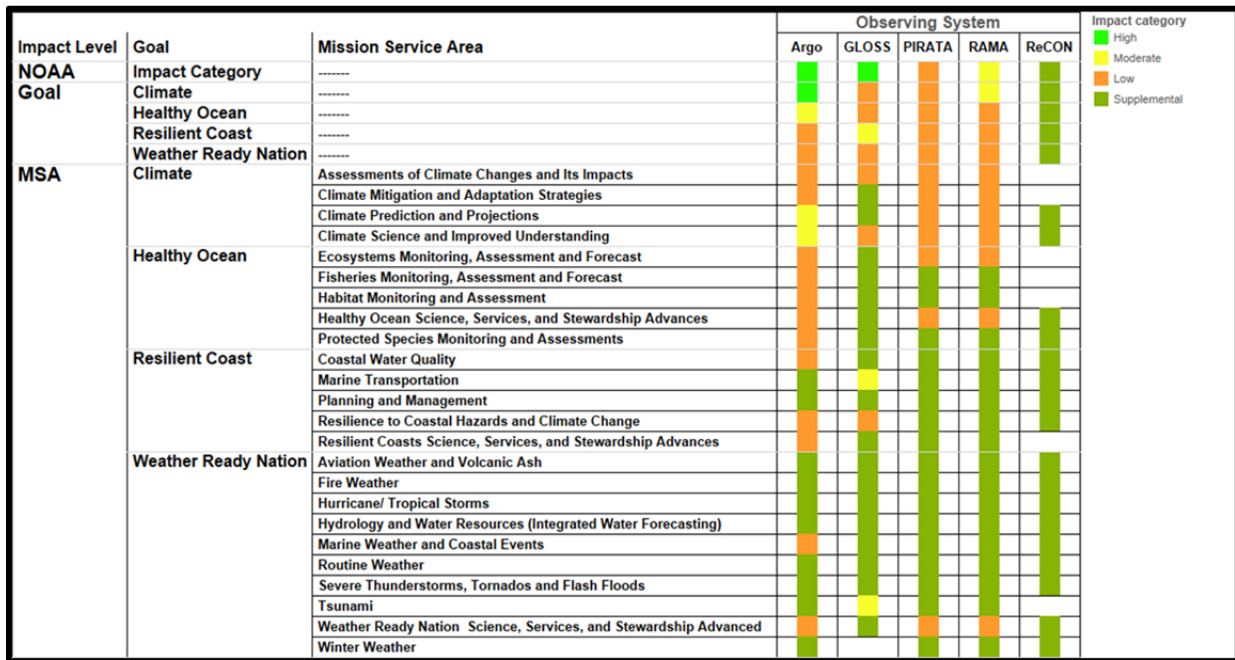 Observing System
Impact category
High
Moderate
Low
Supplemental
Impact Level Goal Mission Service Area Argo GLOSS PIRATA RAMA ReCON
NOAA Impact Category -------
Goal Climate -------
Healthy Ocean -------
Resilient Coast -------
Weather Ready Nation -------
MSA Climate Assessments of Climate Changes and Its Impacts
Climate Mitigation and Adaptation Strategies
Climate Prediction and Projections
Climate Science and Improved Understanding
Healthy Ocean Ecosystems Monitoring, Assessment and Forecast
Fisheries Monitoring, Assessment and Forecast
Habitat Monitoring and Assessment
Healthy Ocean Science, Services, and Stewardship Advances
Protected Species Monitoring and Assessments
Resilient Coast Coastal Water Quality
Marine Transportation
Planning and Management
Resilience to Coastal Hazards and Climate Change
Resilient Coasts Science, Services, and Stewardship Advances
Weather Ready Nation Aviation Weather and Volcanic Ash
Fire Weather
Hurricane/ Tropical Storms
Hydrology and Water Resources (Integrated Water Forecasting)
Marine Weather and Coastal Events
Routine Weather
Severe Thunderstorms, Tornados and Flash Floods
Tsunami
Weather Ready Nation Science, Services, and Stewardship Advanced
Winter Weather